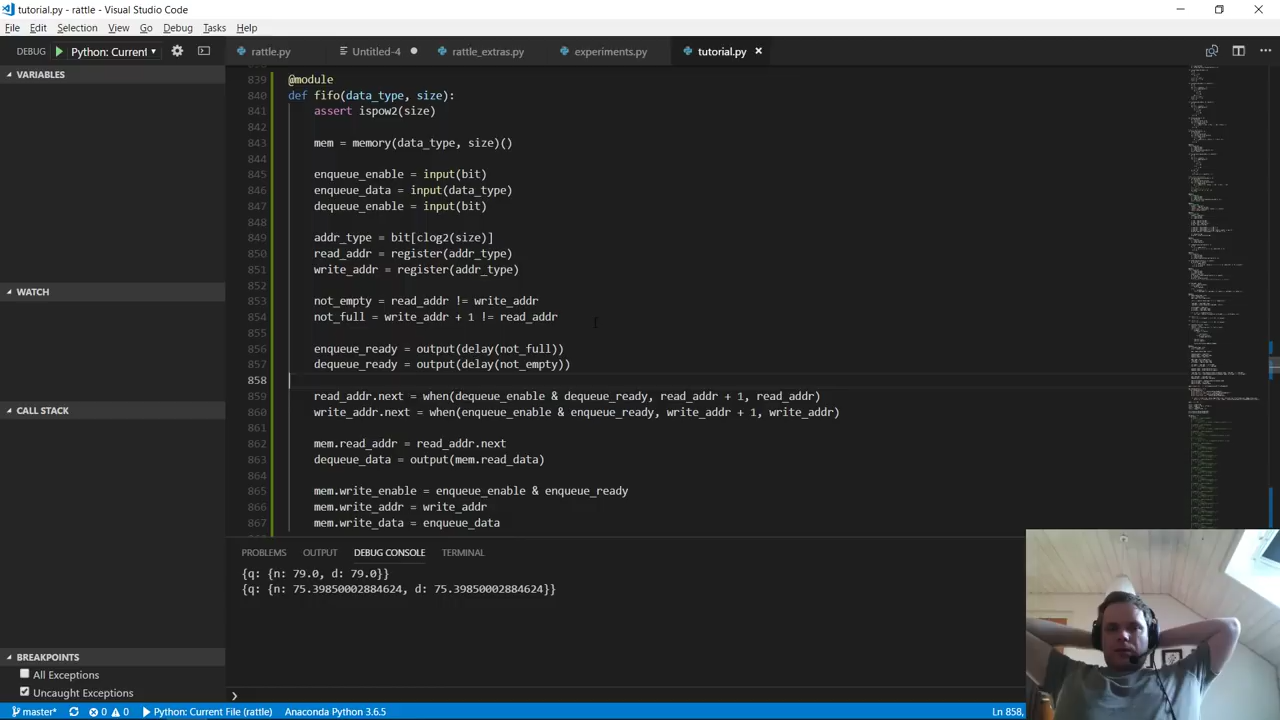 tutorial.py - rattle - Visual Studio Code
File Edit Selection View Go Debug Tasks Help
DEBUG Python: Current rattle.py Untitled-4 rattle_extras.py experiments.py tutorial.py
VARIABLES
WATCH
CALL STACK
BREAKPOINTS
All Exceptions
Uncaught Exceptions
839 @module
840 def fifo(data_type, size):
841 assert ispow2(size)
842
843 mem = memory(data_type, size)()
844
845 enqueue_enable = input(bit)
846 enqueue_data = input(data_type)
847 dequeue_enable = input(bit)
848
849 addr_type = bit[clog2(size)]
850 read_addr = register(addr_type)
851 write_addr = register(addr_type)
852
853 not_empty = read_addr != write_addr
854 not_full = write_addr + 1 != read_addr
855
856 enqueue_ready = output(delay(not_full))
857 dequeue_ready = output(delay(not_empty))
858
859 read_addr.next = when(dequeue_enable & dequeue_ready, read_addr + 1, read_addr)
860 write_addr.next = when(enqueue_enable & enqueue_ready, write_addr + 1, write_addr)
861
862 mem.read_addr = read_addr.next
863 dequeue_data = output(mem.read_data)
864
865 mem.write_enable = enqueue_enable & enqueue_ready
866 mem.write_addr = write_addr
867 mem.write_data = enqueue_data
PROBLEMS OUTPUT DEBUG CONSOLE TERMINAL
{q: {n: 79.0, d: 79.0}}
{q: {n: 75.39850002884624, d: 75.39850002884624}}
master* 0 0 Python: Current File (rattle) Anaconda Python 3.6.5 Ln 858,